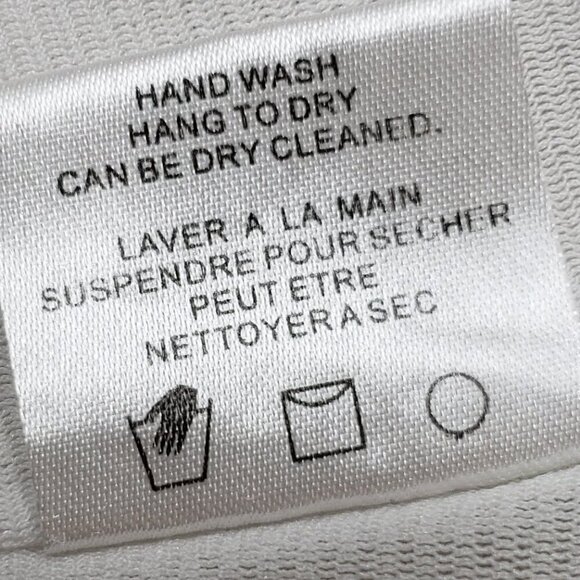 HAND WASH
HANG TO DRY
CAN BE DRY CLEANED.
LAVER A LA MAIN
SUSPENDRE POUR SECHER
PEUT ETRE
NETTOYER A SEC